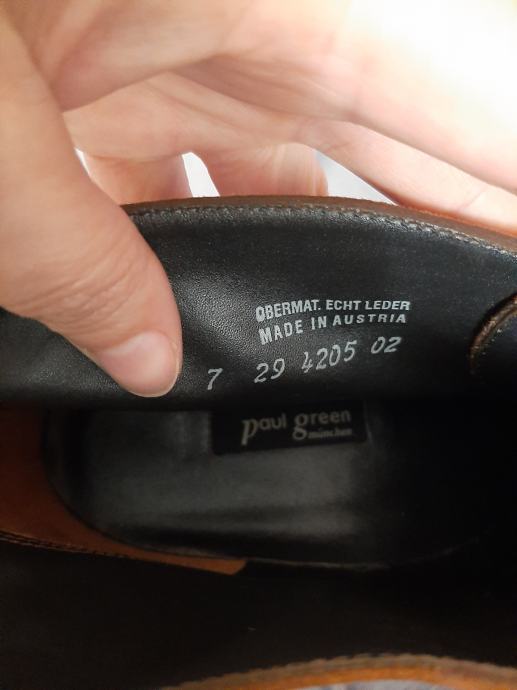 OBERMAT. ECHT LEDER
MADE IN AUSTRIA
7 29 4205 02
paul green
münchen